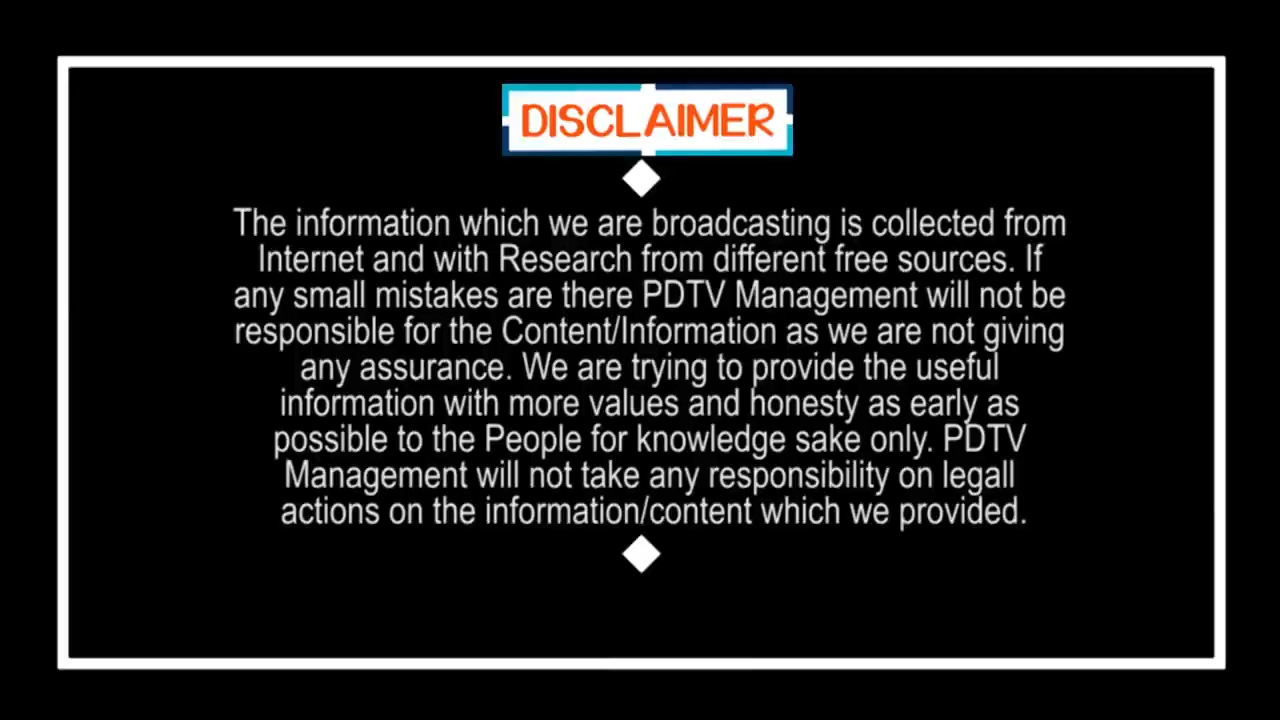 DISCLAIMER
The information which we are broadcasting is collected from
Internet and with Research from different free sources. If
any small mistakes are there PDTV Management will not be
responsible for the Content/Information as we are not giving
any assurance. We are trying to provide the useful
information with more values and honesty as early as
possible to the People for knowledge sake only. PDTV
Management will not take any responsibility on legall
actions on the information/content which we provided.